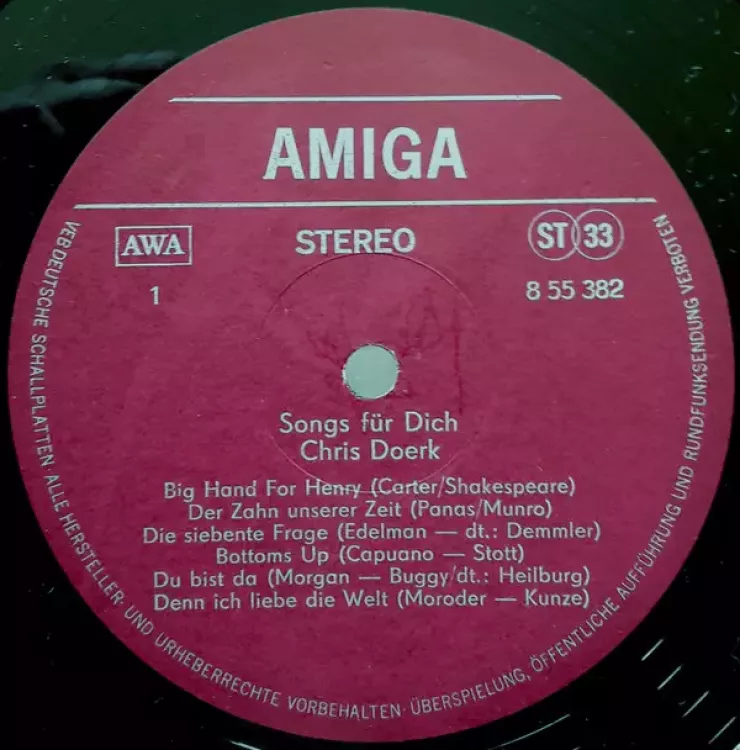 AMIGA
AWA
STEREO
ST 33
1
8 55 382
Songs für Dich
Chris Doerk
Big Hand For Henry (Carter/Shakespeare)
Der Zahn unserer Zeit (Panas/Munro)
Die siebente Frage (Edelman — dt.: Demmler)
Bottoms Up (Capuano — Stott)
Du bist da (Morgan — Buggy/dt.: Heilburg)
Denn ich liebe die Welt (Moroder — Kunze)
VEB DEUTSCHE SCHALLPLATTEN · ALLE HERSTELLER- UND URHEBERRECHTE VORBEHALTEN · ÜBERSPIELUNG, ÖFFENTLICHE AUFFÜHRUNG UND RUNDFUNKSENDUNG VERBOTEN